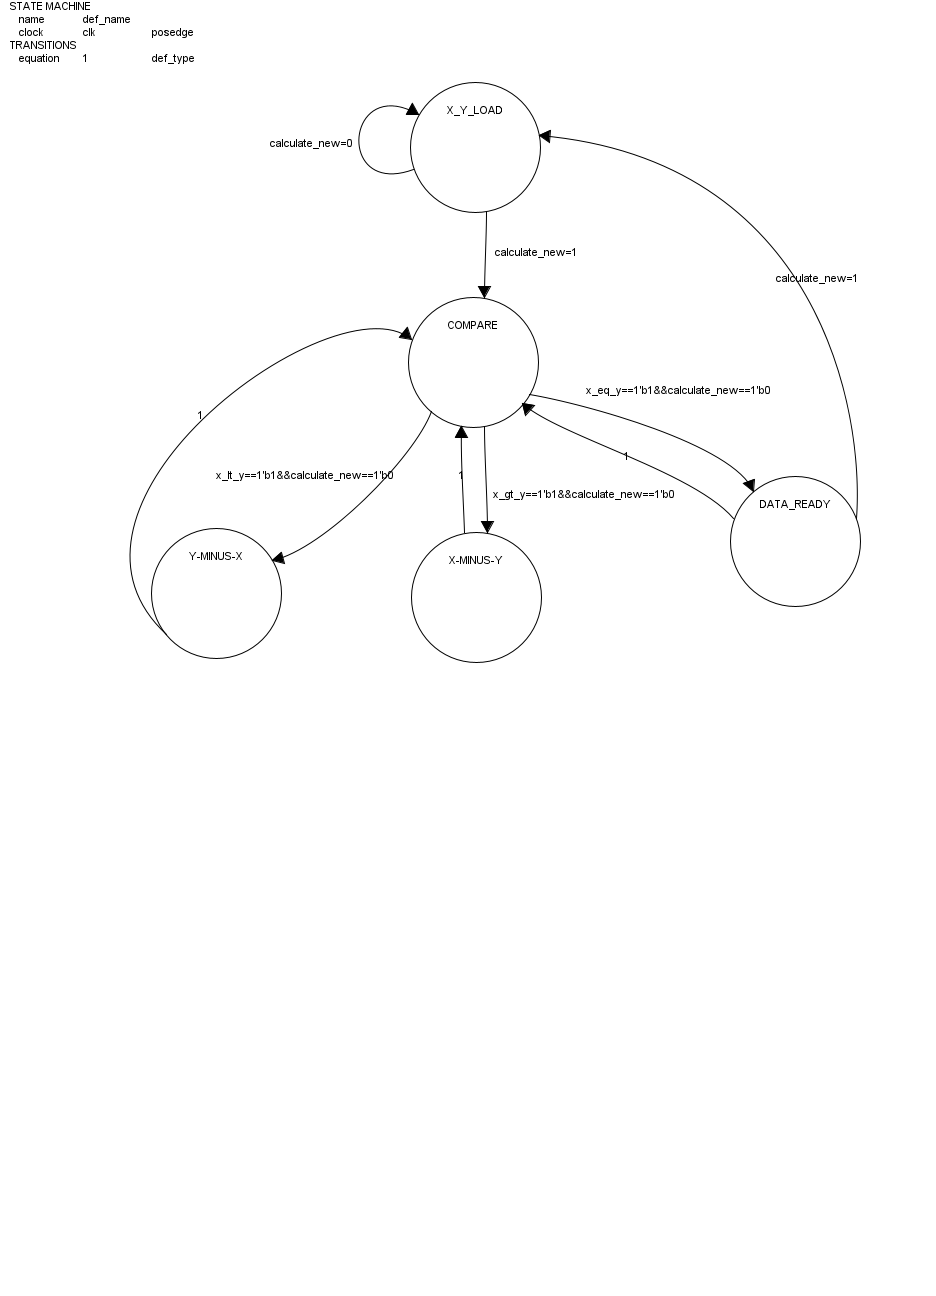 STATE MACHINE
name def_name
clock clk posedge
TRANSITIONS
equation 1 def_type
X_Y_LOAD
calculate_new=0
calculate_new=1
calculate_new=1
COMPARE
x_eq_y==1'b1&&calculate_new==1'b0
1
1
x_lt_y==1'b1&&calculate_new==1'b0
1
x_gt_y==1'b1&&calculate_new==1'b0
DATA_READY
Y-MINUS-X
X-MINUS-Y